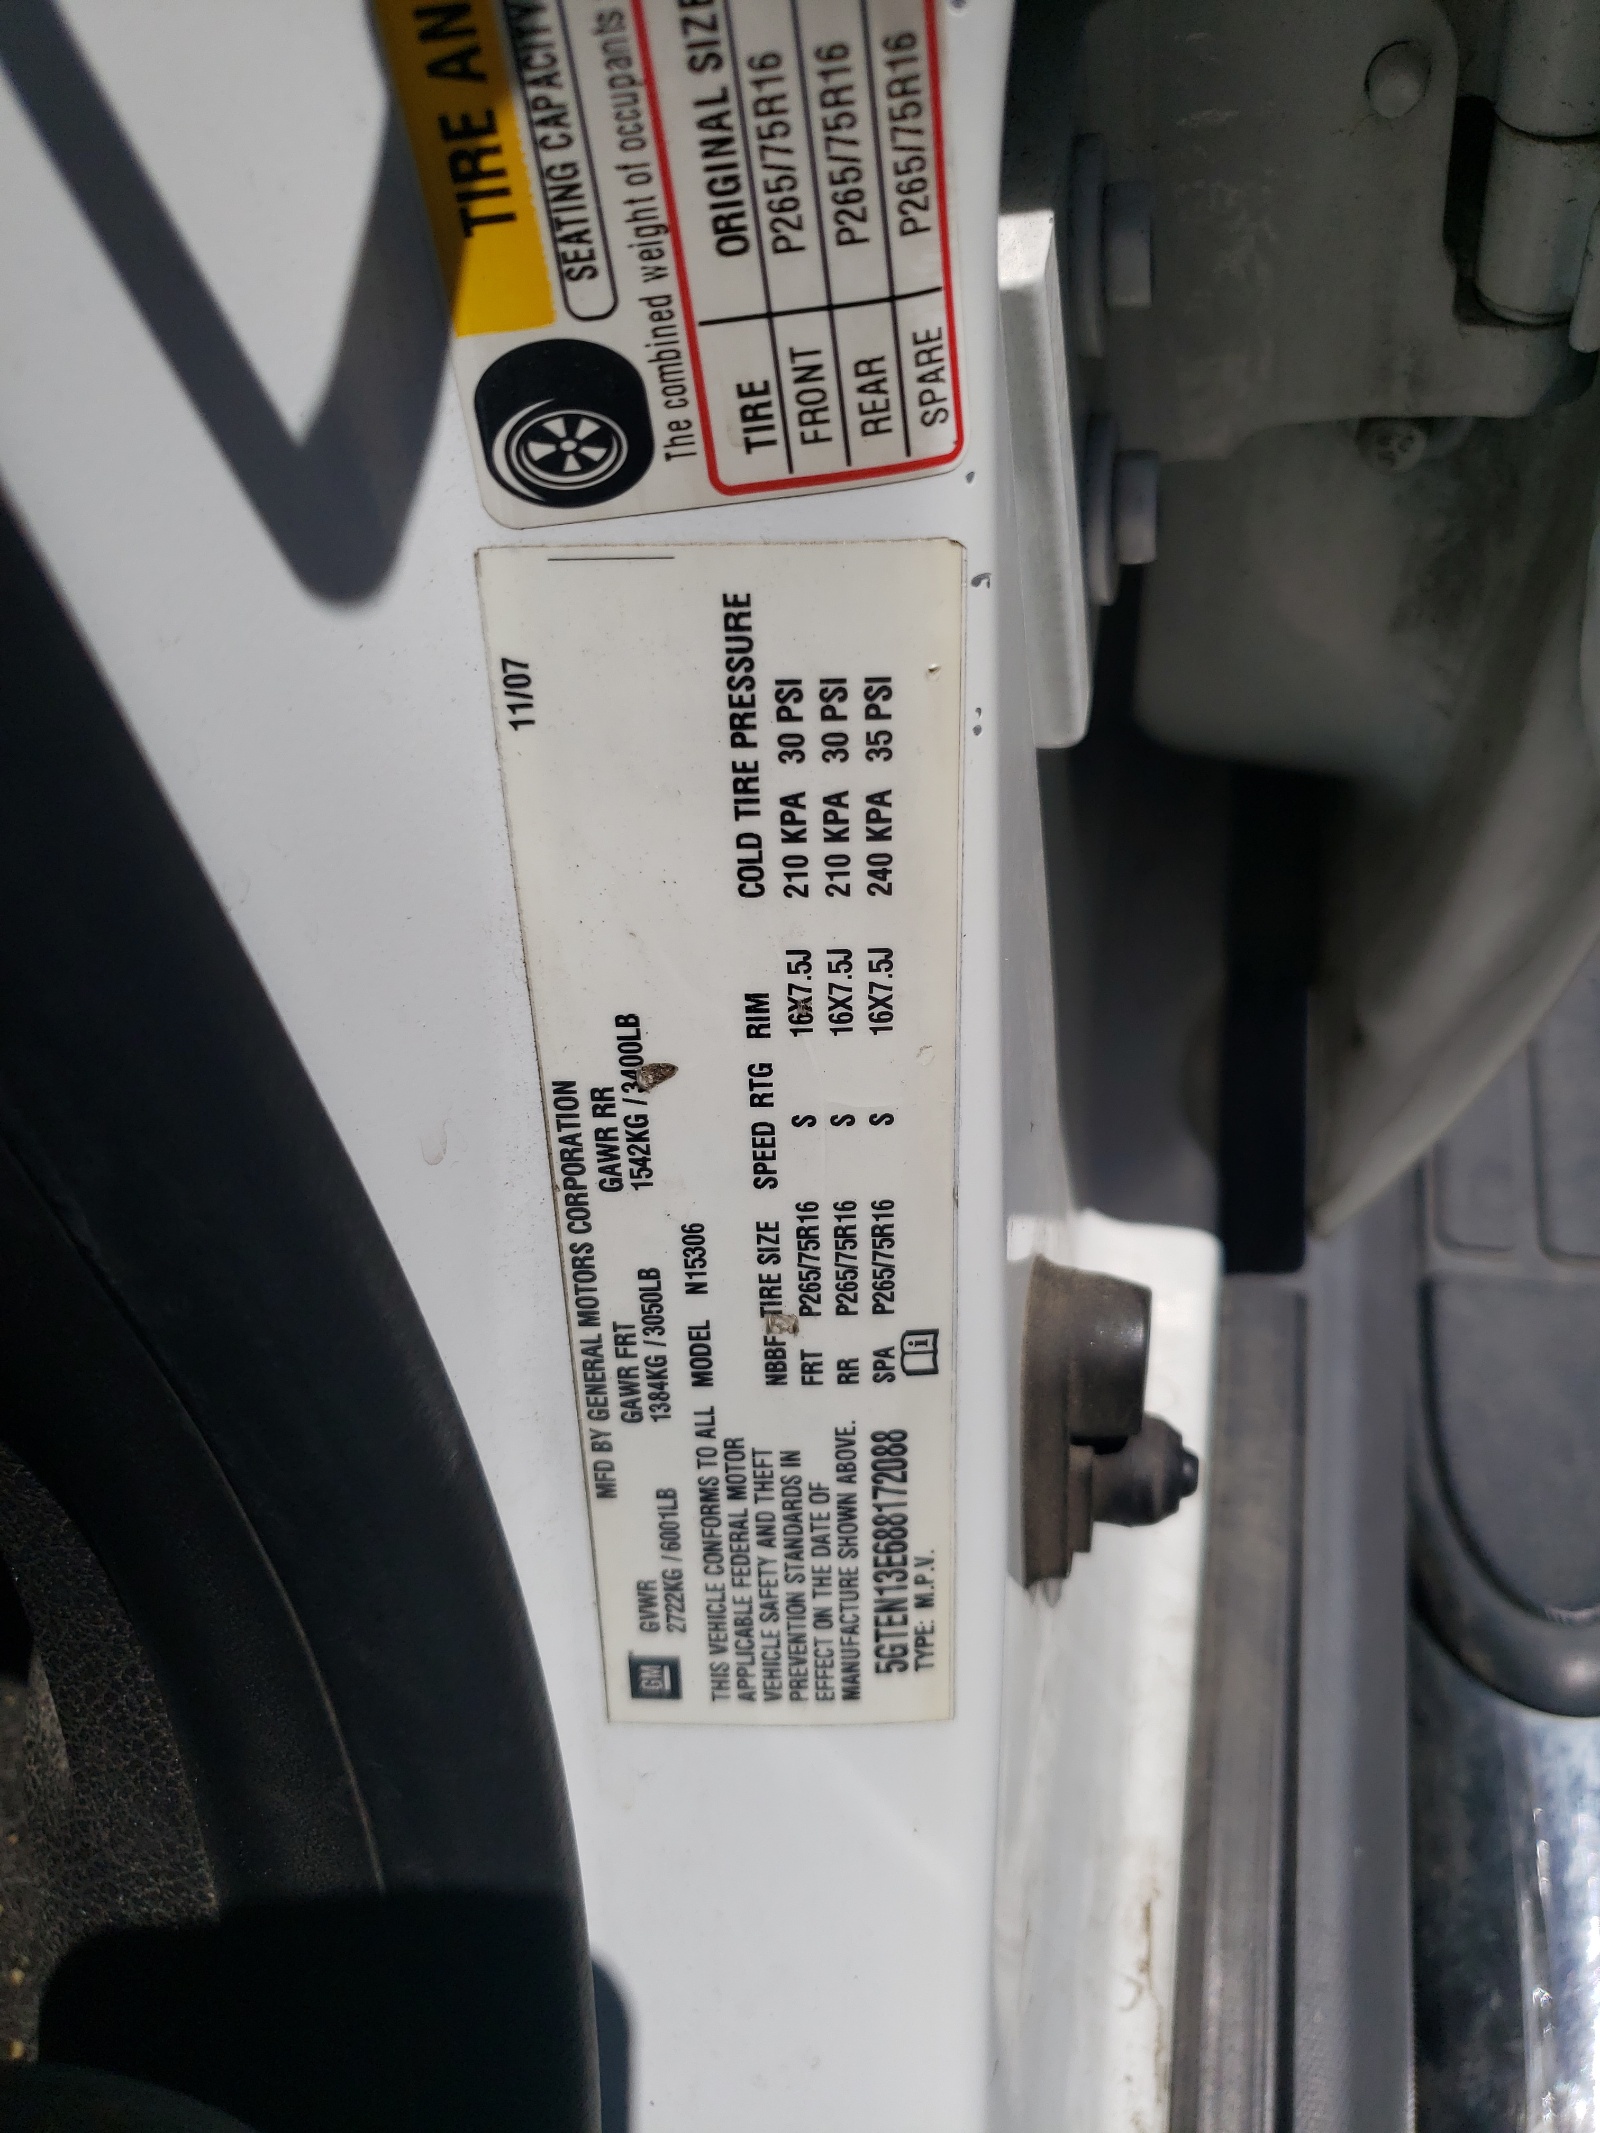 11/07
MFD BY GENERAL MOTORS CORPORATION
GM GVWR GAWR FRT GAWR RR
2722KG / 6001LB 1384KG / 3050LB 1542KG / 3400LB
THIS VEHICLE CONFORMS TO ALL MODEL N15306
APPLICABLE FEDERAL MOTOR
VEHICLE SAFETY AND THEFT
PREVENTION STANDARDS IN
EFFECT ON THE DATE OF
MANUFACTURE SHOWN ABOVE.
5GTEN13E688172088
TYPE: M.P.V.
NBBF TIRE SIZE SPEED RTG RIM COLD TIRE PRESSURE
FRT P265/75R16 S 16X7.5J 210 KPA 30 PSI
RR P265/75R16 S 16X7.5J 210 KPA 30 PSI
SPA P265/75R16 S 16X7.5J 240 KPA 35 PSI
i
TIRE AN
SEATING CAPACITY
The combined weight of occupants
TIRE ORIGINAL SIZE
FRONT P265/75R16
REAR P265/75R16
SPARE P265/75R16